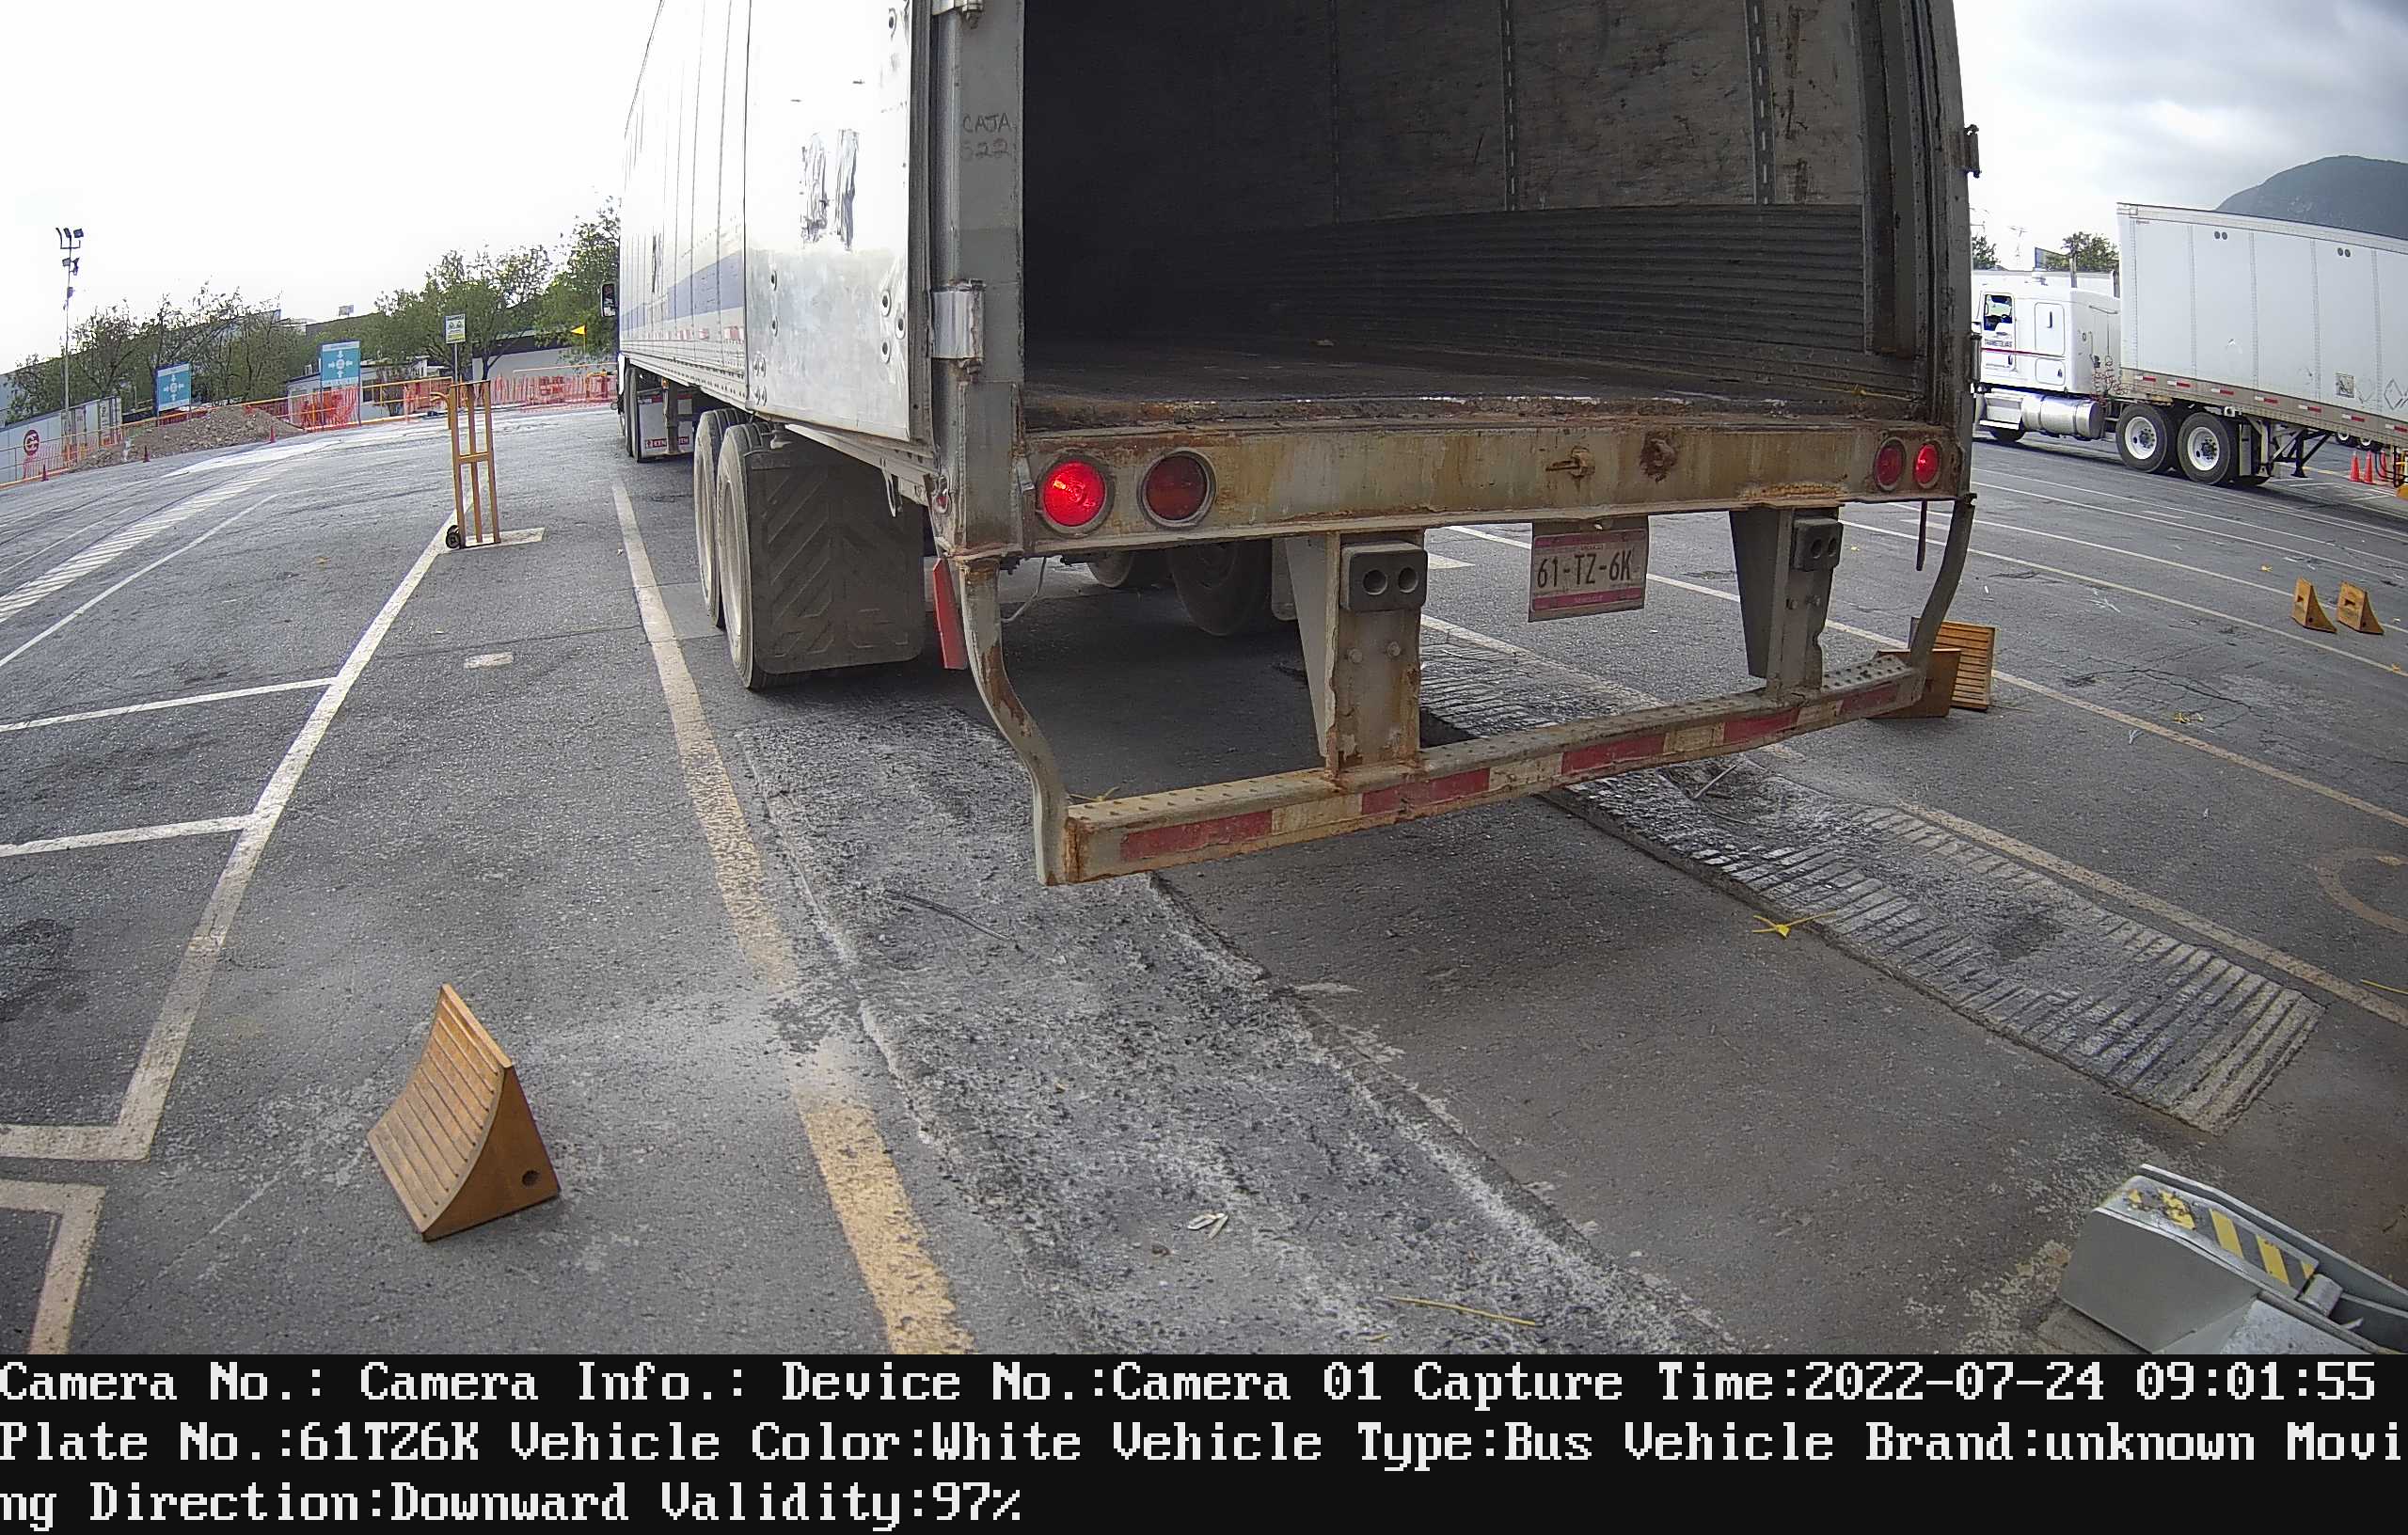 CAJA
522
61-TZ-6K
Camera No.: Camera Info.: Device No.:Camera 01 Capture Time:2022-07-24 09:01:55
Plate No.:61TZ6K Vehicle Color:White Vehicle Type:Bus Vehicle Brand:unknown Movi
ng Direction:Downward Validity:97%